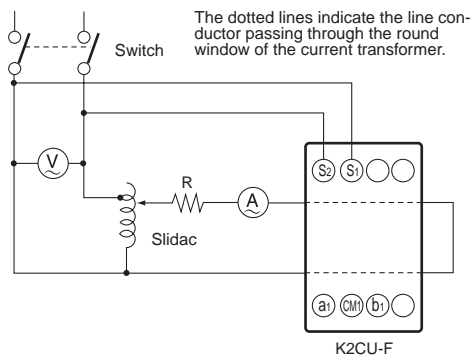 The dotted lines indicate the line con-
ductor passing through the round
window of the current transformer.
Switch
S2 S1
V
R
A
Slidac
a1 CM1 b1
K2CU-F